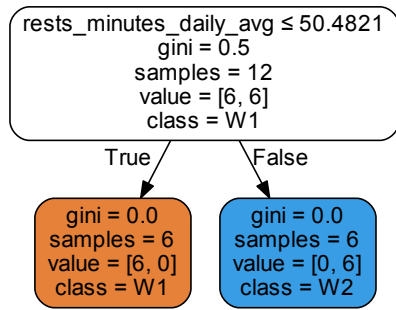 rests_minutes_daily_avg ≤ 50.4821
gini = 0.5
samples = 12
value = [6, 6]
class = W1
True
False
gini = 0.0
samples = 6
value = [6, 0]
class = W1
gini = 0.0
samples = 6
value = [0, 6]
class = W2